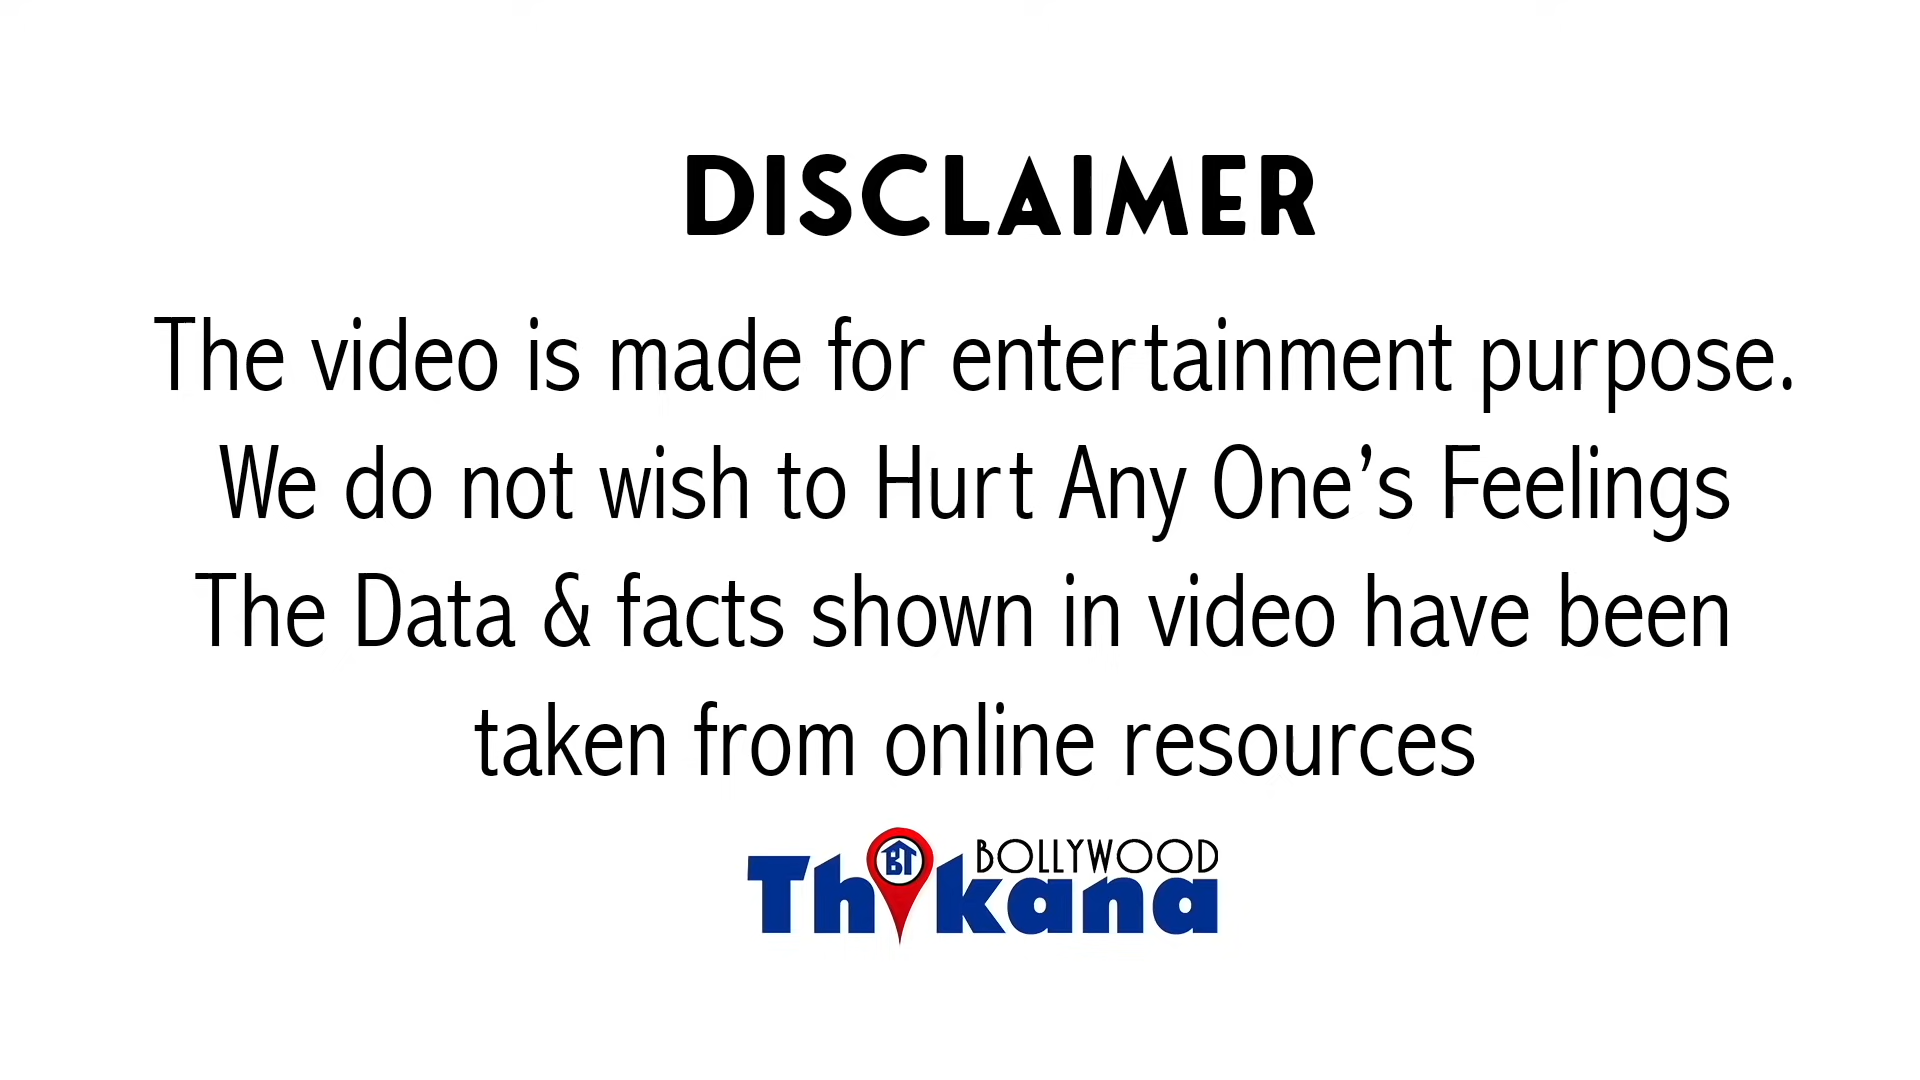 DISCLAIMER
The video is made for entertainment purpose.
We do not wish to Hurt Any One’s Feelings
The Data & facts shown in video have been
taken from online resources
BT
BOLLYWOOD
Thikana